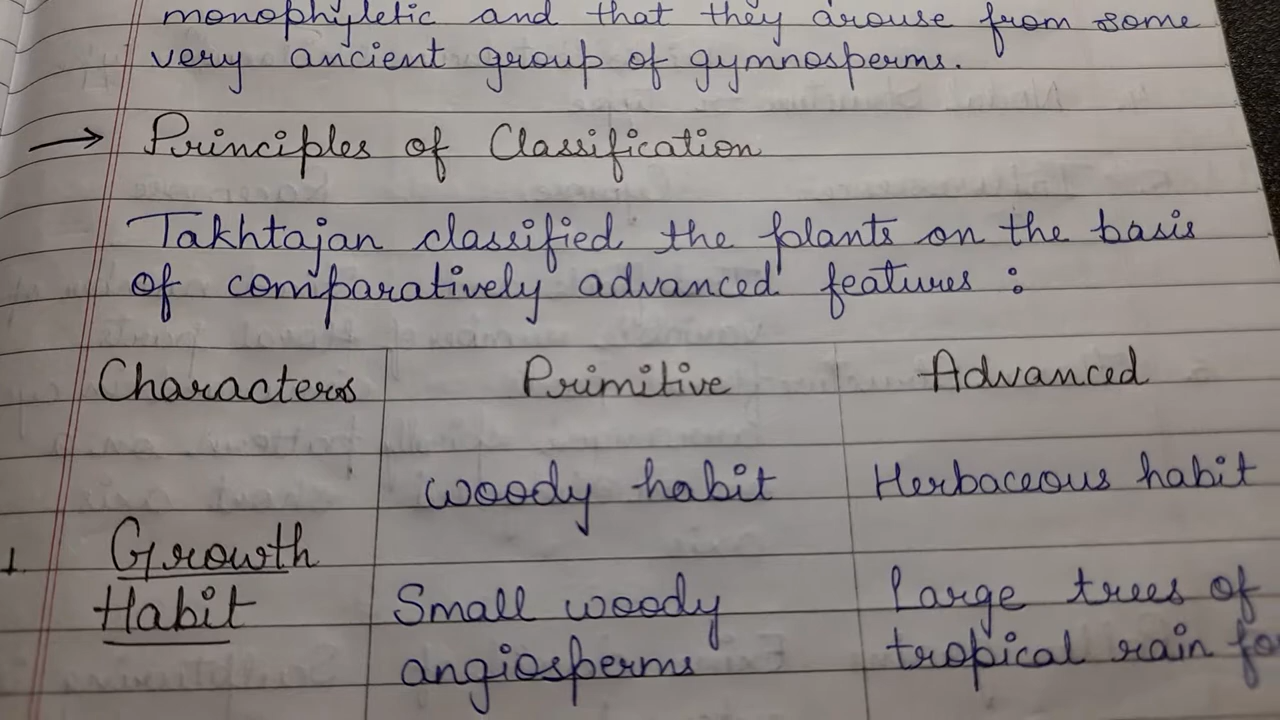 monophyletic and that they arouse from some
very ancient group of gymnosperms.
→ Principles of Classification
Takhtajan classified the plants on the basis
of comparatively advanced features :
Characters Primitive Advanced
woody habit Herbaceous habit
1. Growth
Habit
Small woody
angiosperms
Large trees of
tropical rain fo